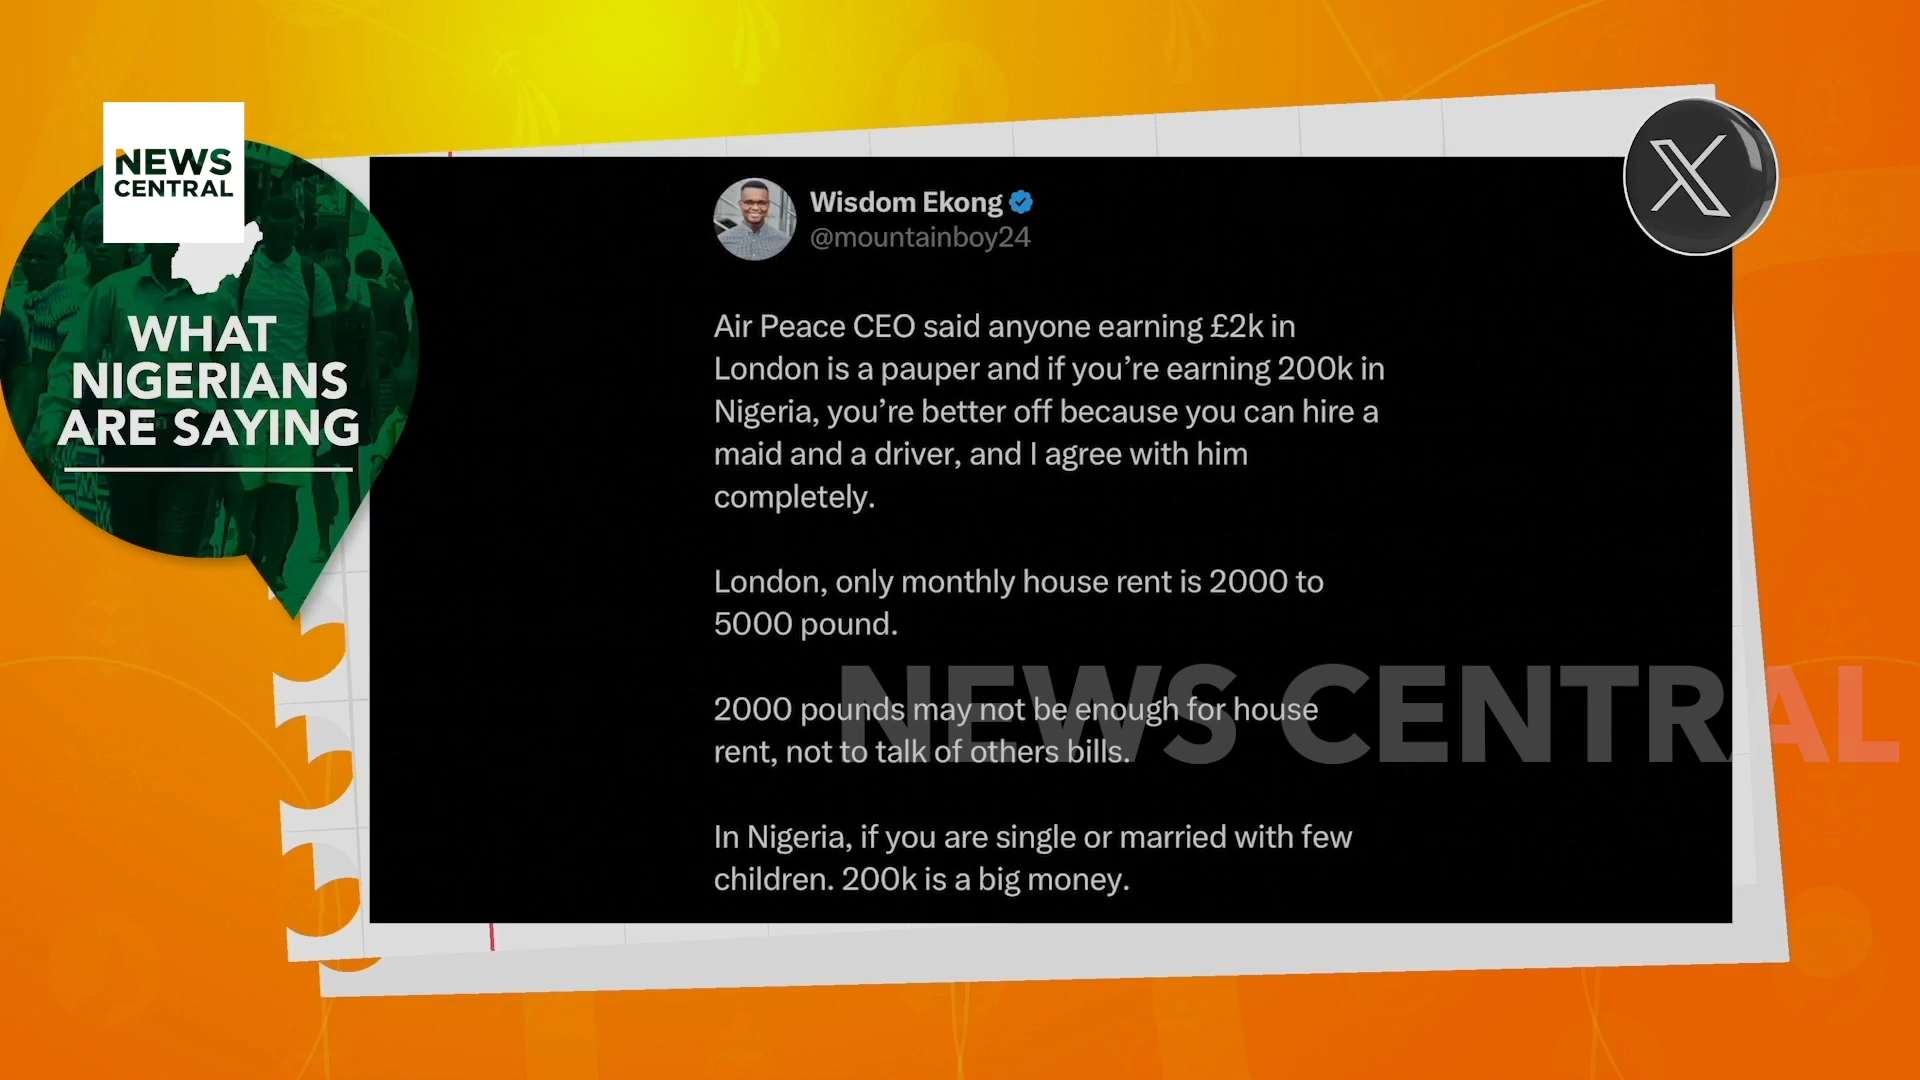 NEWS
CENTRAL
WHAT
NIGERIANS
ARE SAYING
X
Wisdom Ekong
@mountainboy24
Air Peace CEO said anyone earning £2k in
London is a pauper and if you’re earning 200k in
Nigeria, you’re better off because you can hire a
maid and a driver, and I agree with him
completely.
London, only monthly house rent is 2000 to
5000 pound.
2000 pounds may not be enough for house
rent, not to talk of others bills.
In Nigeria, if you are single or married with few
children. 200k is a big money.
NEWS CENTRAL